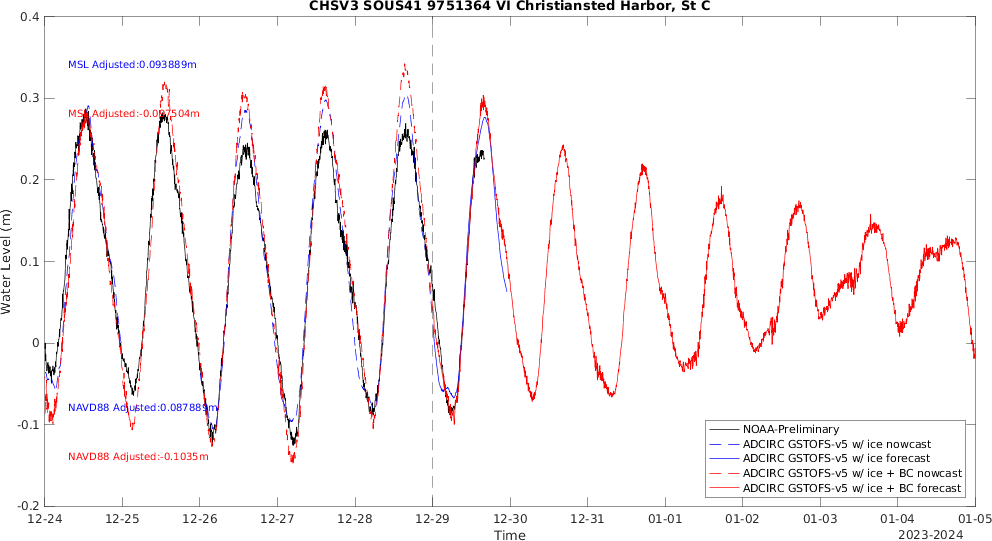 CHSV3 SOUS41 9751364 VI Christiansted Harbor, St C
0.4
MSL Adjusted:0.093889m
0.3
0.2
Water Level (m)
0.1
0
NAVD88 Adjusted:0.087889m
-0.1
NAVD88 Adjusted:-0.1035m
NOAA-Preliminary
ADCIRC GSTOFS-v5 w/ ice nowcast
ADCIRC GSTOFS-v5 w/ ice forecast
ADCIRC GSTOFS-v5 w/ ice + BC nowcast
ADCIRC GSTOFS-v5 w/ ice + BC forecast
-0.2
12-24 12-25 12-26 12-27 12-28 12-29 12-30 12-31 01-01 01-02 01-03 01-04 01-05
Time
2023-2024